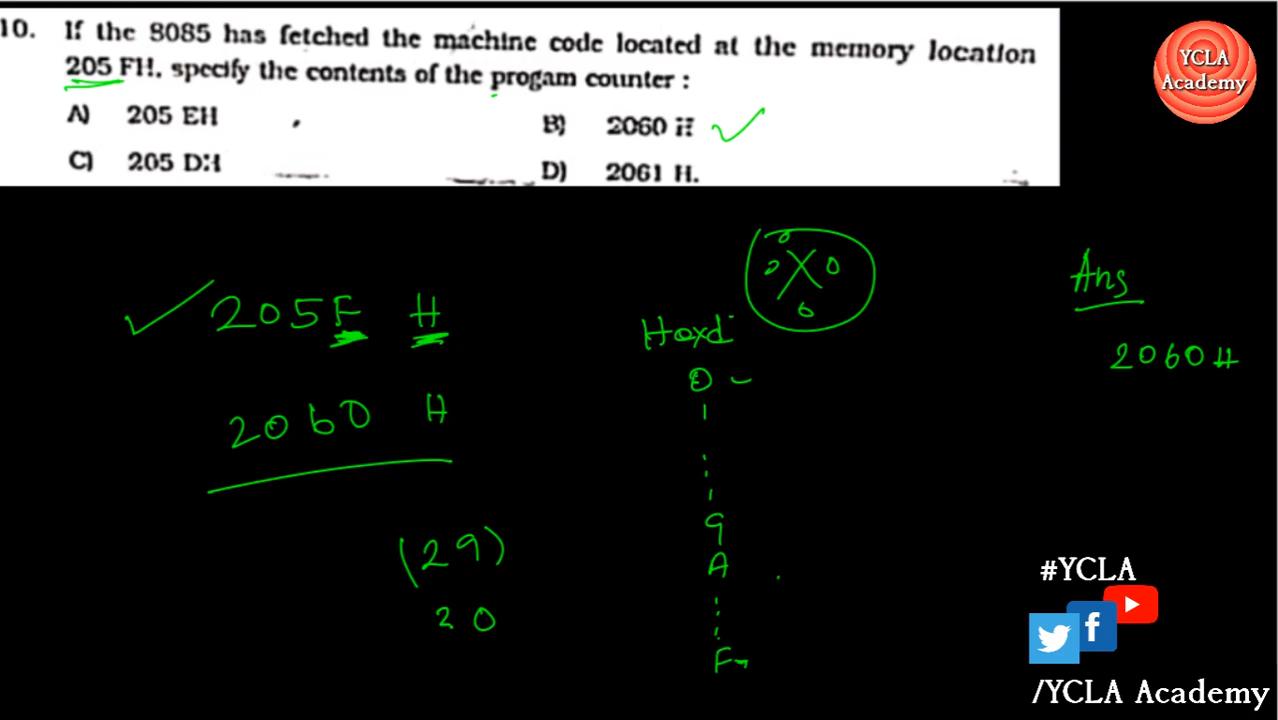 10. If the 8085 has fetched the machine code located at the memory location
205 FH. specify the contents of the progam counter :
A) 205 EH
B) 2060 H
C) 205 DH
D) 2061 H.
YCLA
Academy
205F H
2060 H
(29)
20
Hexd
0
1
9
A
F
Ans
2060H
#YCLA
/YCLA Academy